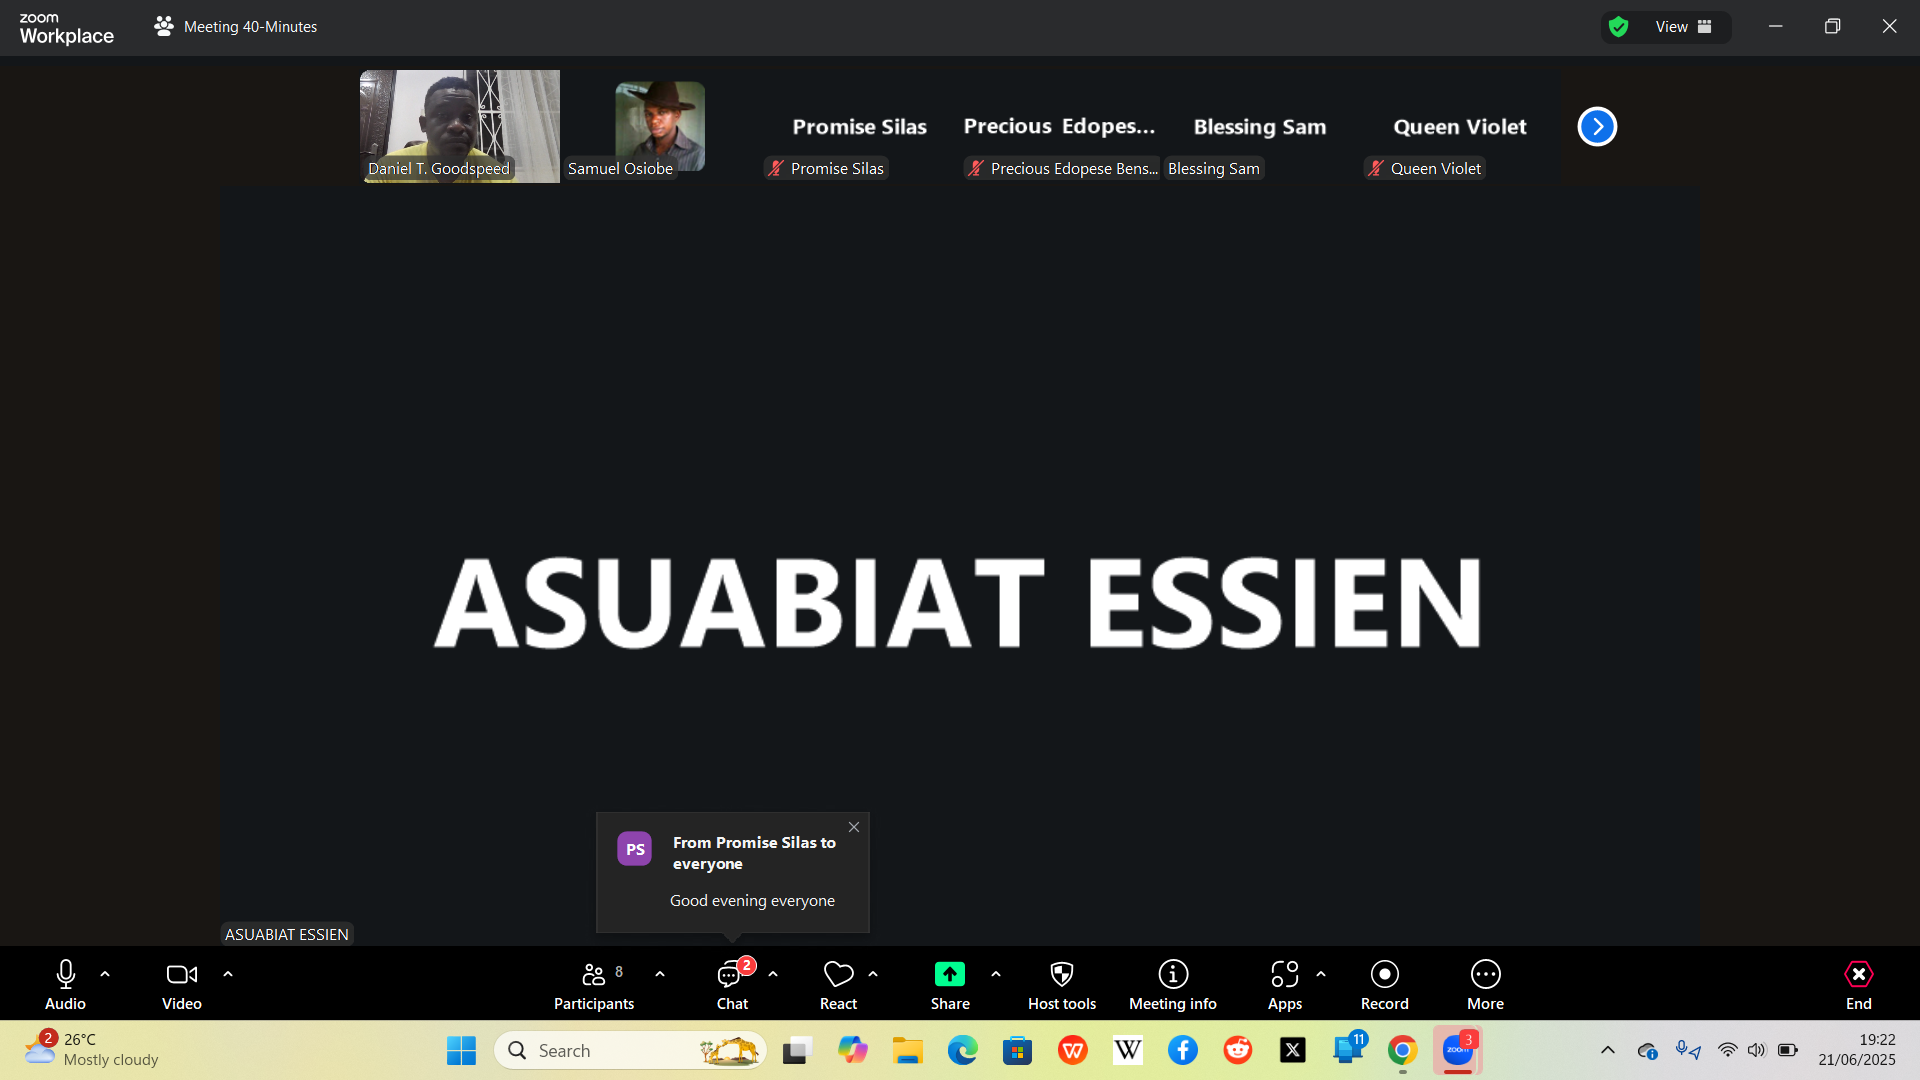 zoom
Workplace
Meeting 40-Minutes
View
Promise Silas
Precious Edopes...
Blessing Sam
Queen Violet
Daniel T. Goodspeed
Samuel Osiobe
Promise Silas
Precious Edopese Bens...
Blessing Sam
Queen Violet
ASUABIAT ESSIEN
PS
From Promise Silas to
everyone
Good evening everyone
ASUABIAT ESSIEN
Audio
Video
8
Participants
2
Chat
React
Share
Host tools
Meeting info
Apps
Record
More
End
2
26°C
Mostly cloudy
Search
W
X
11
zoom
3
19:22
21/06/2025